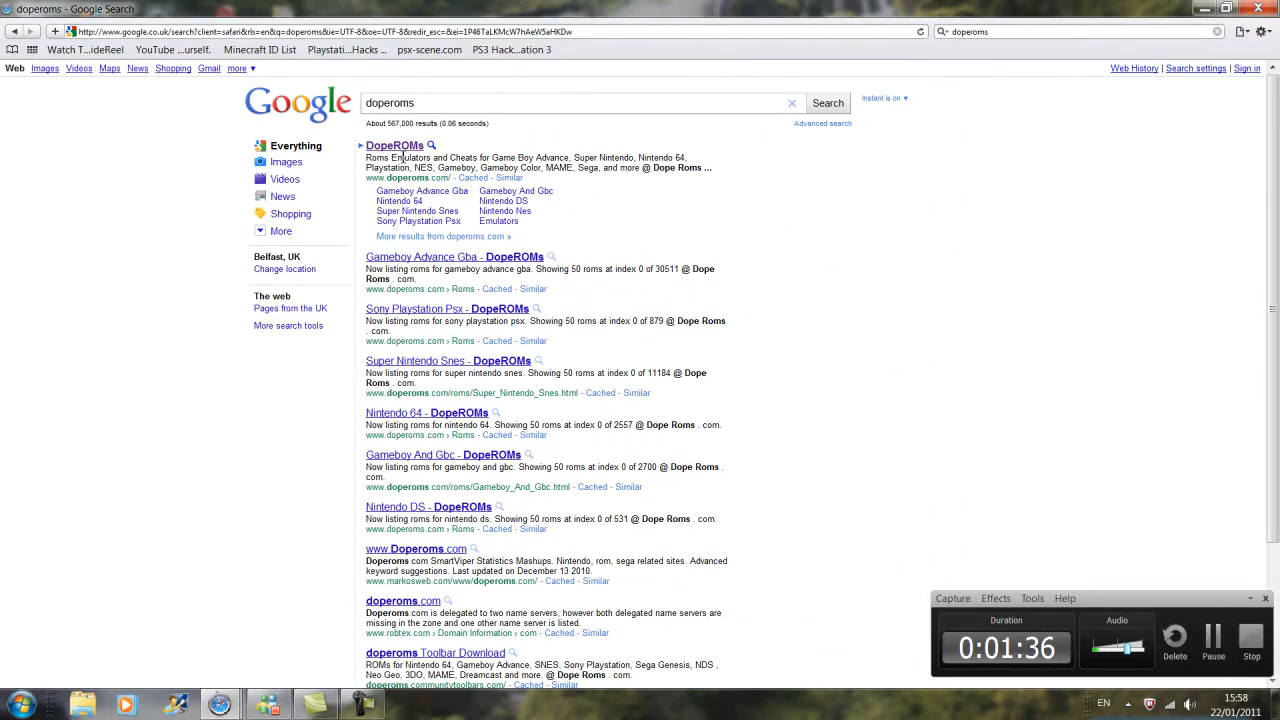 doperoms - Google Search
http://www.google.co.uk/search?client=safari&rls=en&q=doperoms&ie=UTF-8&oe=UTF-8&redir_esc=&ei=1P46TaLKMcW7hAeW5aHKDw
doperoms
Watch T...ideReel YouTube ...urself. Minecraft ID List Playstati...Hacks ... psx-scene.com PS3 Hack...ation 3
Web Images Videos Maps News Shopping Gmail more ▼
Web History | Search settings | Sign in
Google
doperoms
Search
Instant is on ▼
About 567,000 results (0.06 seconds)
Advanced search
Everything
Images
Videos
News
Shopping
More
Belfast, UK
Change location
The web
Pages from the UK
More search tools
DopeROMs
Roms Emulators and Cheats for Game Boy Advance, Super Nintendo, Nintendo 64,
Playstation, NES, Gameboy, Gameboy Color, MAME, Sega, and more @ Dope Roms ...
www.doperoms.com/ - Cached - Similar
Gameboy Advance Gba Gameboy And Gbc
Nintendo 64 Nintendo DS
Super Nintendo Snes Nintendo Nes
Sony Playstation Psx Emulators
More results from doperoms.com »
Gameboy Advance Gba - DopeROMs
Now listing roms for gameboy advance gba. Showing 50 roms at index 0 of 30511 @ Dope
Roms . com.
www.doperoms.com › Roms - Cached - Similar
Sony Playstation Psx - DopeROMs
Now listing roms for sony playstation psx. Showing 50 roms at index 0 of 879 @ Dope Roms
. com.
www.doperoms.com › Roms - Cached - Similar
Super Nintendo Snes - DopeROMs
Now listing roms for super nintendo snes. Showing 50 roms at index 0 of 11184 @ Dope
Roms . com.
www.doperoms.com/roms/Super_Nintendo_Snes.html - Cached - Similar
Nintendo 64 - DopeROMs
Now listing roms for nintendo 64. Showing 50 roms at index 0 of 2557 @ Dope Roms . com.
www.doperoms.com › Roms - Cached - Similar
Gameboy And Gbc - DopeROMs
Now listing roms for gameboy and gbc. Showing 50 roms at index 0 of 2700 @ Dope Roms .
com.
www.doperoms.com/roms/Gameboy_And_Gbc.html - Cached - Similar
Nintendo DS - DopeROMs
Now listing roms for nintendo ds. Showing 50 roms at index 0 of 531 @ Dope Roms . com.
www.doperoms.com › Roms - Cached - Similar
www.Doperoms.com
Doperoms com SmartViper Statistics Mashups. Nintendo, rom, sega related sites. Advanced
keyword suggestions. Last updated on December 13 2010.
www.markosweb.com/www/doperoms.com/ - Cached - Similar
doperoms.com
Doperoms.com is delegated to two name servers, however both delegated name servers are
missing in the zone and one other name server is listed.
www.robtex.com › Domain Information › com - Cached - Similar
doperoms Toolbar Download
ROMs for Nintendo 64, Gameboy Advance, SNES, Sony Playstation, Sega Genesis, NDS ,
Neo Geo, 3DO, MAME, Dreamcast and more. @ Dope Roms . com.
doperoms.communitytoolbars.com/ - Cached - Similar
Capture Effects Tools Help
Duration
0:01:36
Audio
Delete
Pause
Stop
EN
15:58
22/01/2011